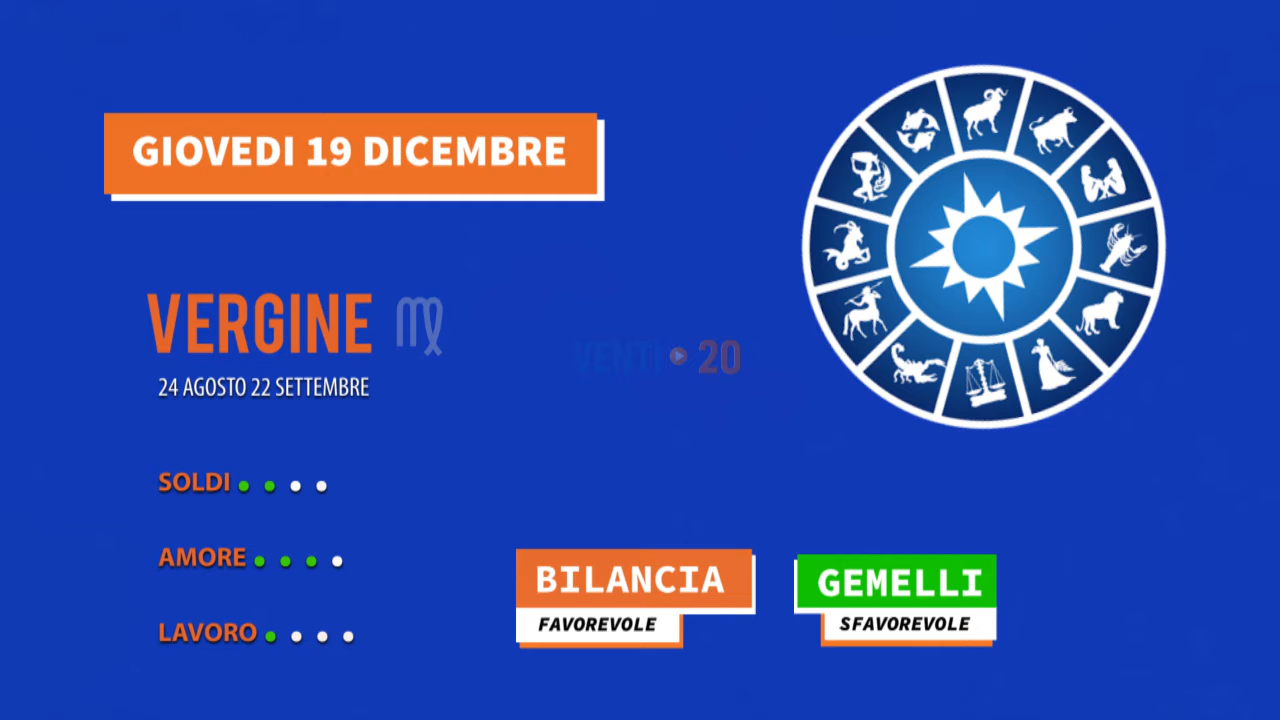 GIOVEDI 19 DICEMBRE
VERGINE ♍
24 AGOSTO 22 SETTEMBRE
VENTI 20
SOLDI
AMORE
LAVORO
BILANCIA
FAVOREVOLE
GEMELLI
SFAVOREVOLE